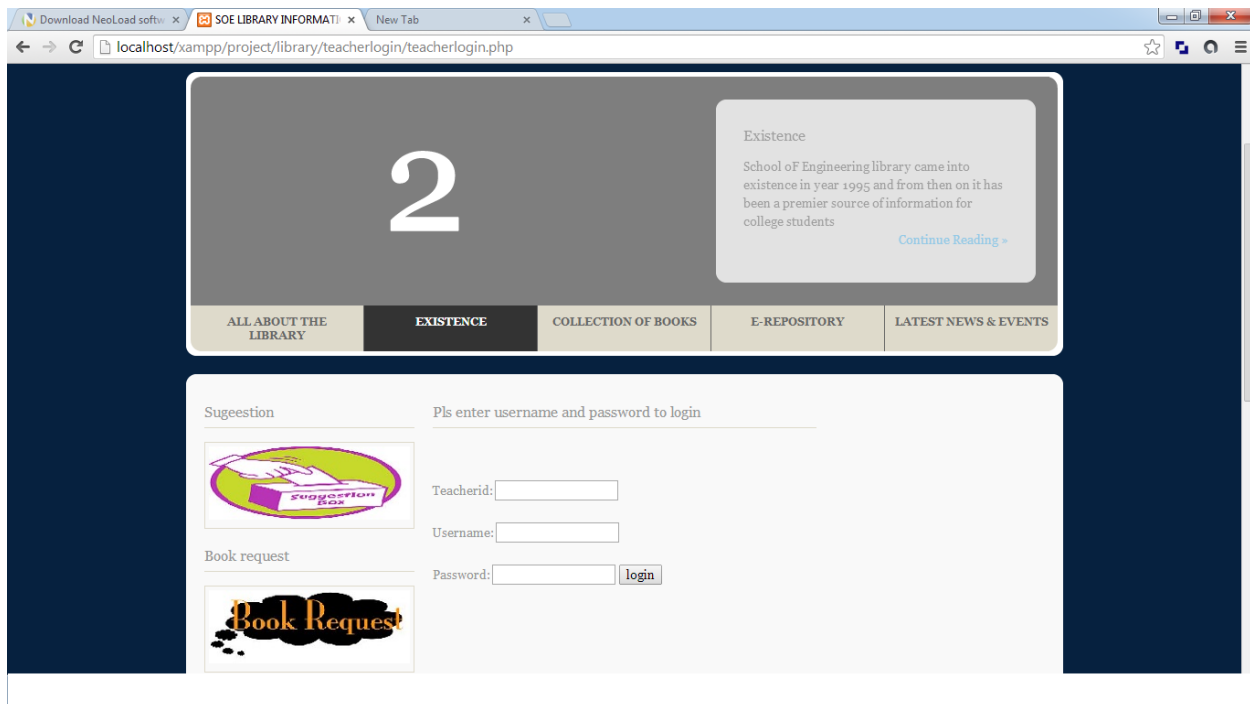 Download NeoLoad softw
SOE LIBRARY INFORMATI
New Tab
localhost/xampp/project/library/teacherlogin/teacherlogin.php
2
Existence
School oF Engineering library came into
existence in year 1995 and from then on it has
been a premier source of information for
college students
Continue Reading »
ALL ABOUT THE
LIBRARY
EXISTENCE
COLLECTION OF BOOKS
E-REPOSITORY
LATEST NEWS & EVENTS
Sugeestion
Suggestion
Box
Book request
Book Request
Pls enter username and password to login
Teacherid:
Username:
Password:
login